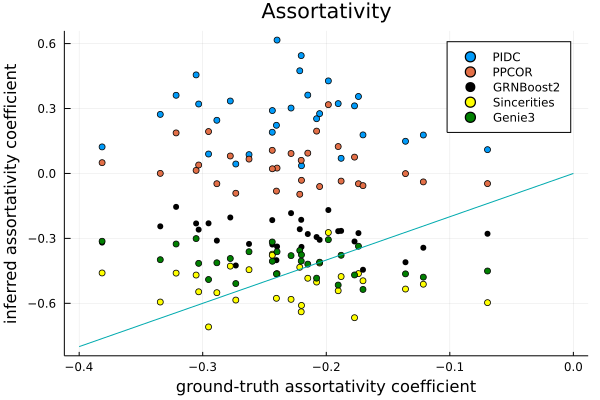 Assortativity
PIDC
PPCOR
GRNBoost2
Sincerities
Genie3
inferred assortativity coefficient
0.6
0.3
0.0
−0.3
−0.6
−0.4
−0.3
−0.2
−0.1
0.0
ground-truth assortativity coefficient